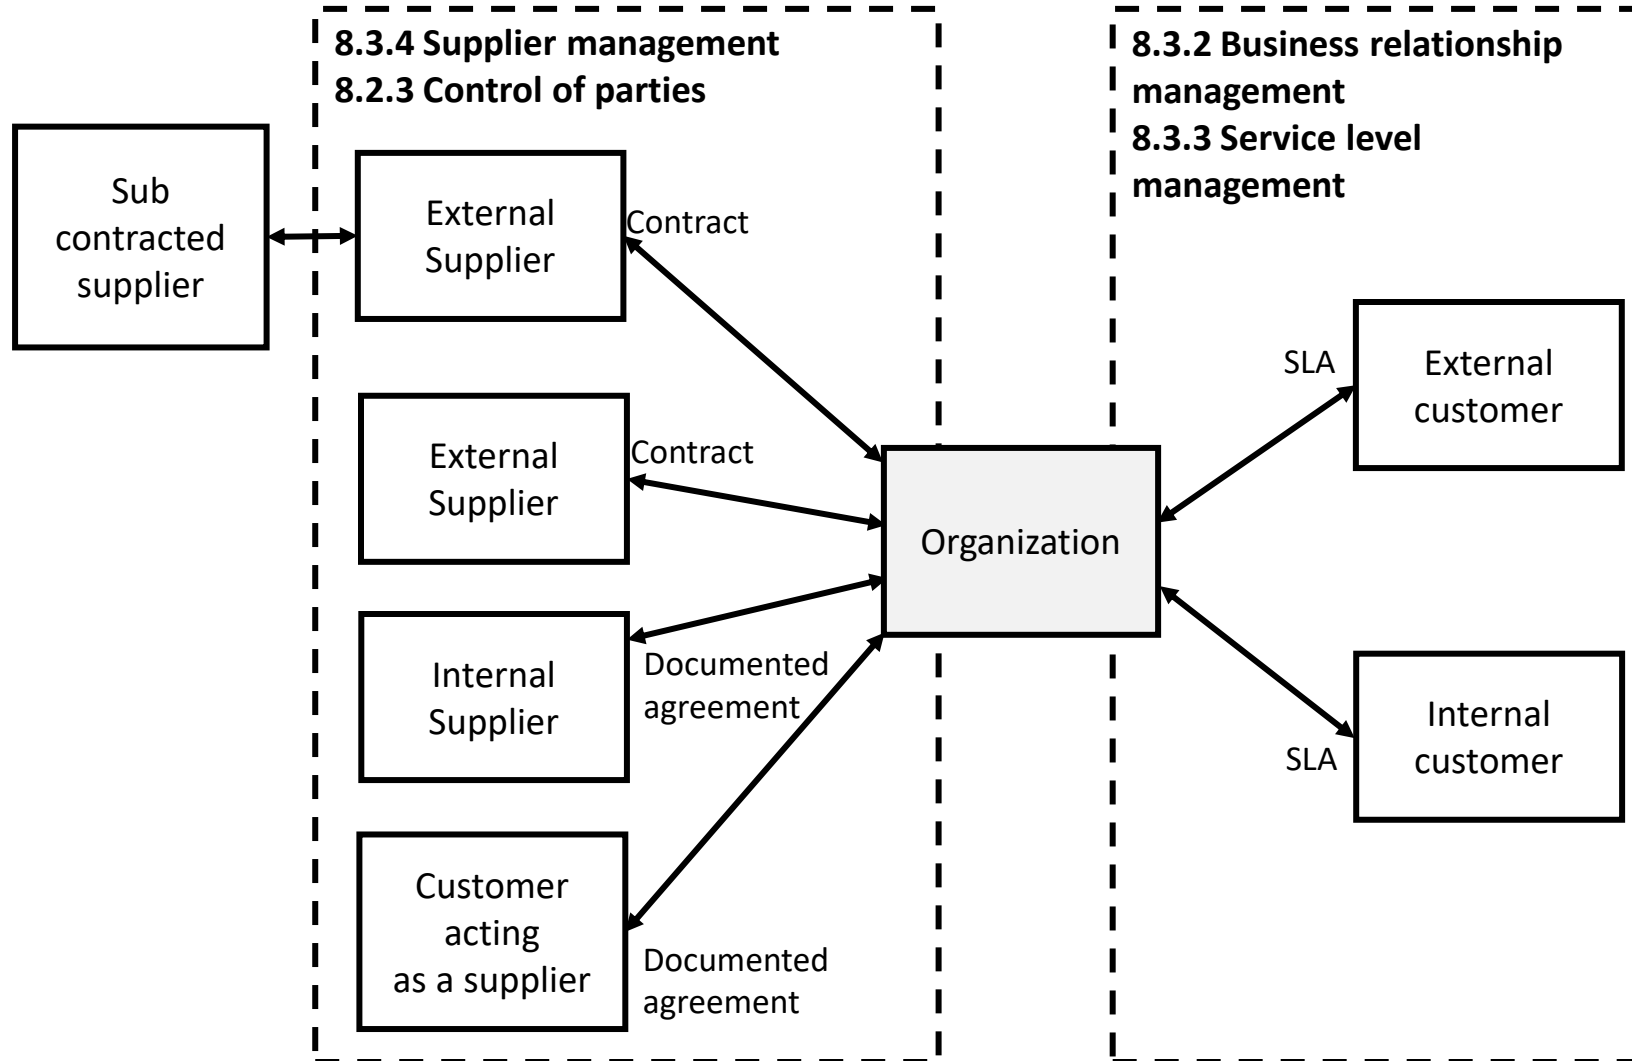 8.3.4 Supplier management
8.2.3 Control of parties
8.3.2 Business relationship
management
8.3.3 Service level
management
Sub
contracted
supplier
External
Supplier
Contract
External
Supplier
Contract
Internal
Supplier
Documented
agreement
Customer
acting
as a supplier
Documented
agreement
Organization
SLA
External
customer
SLA
Internal
customer